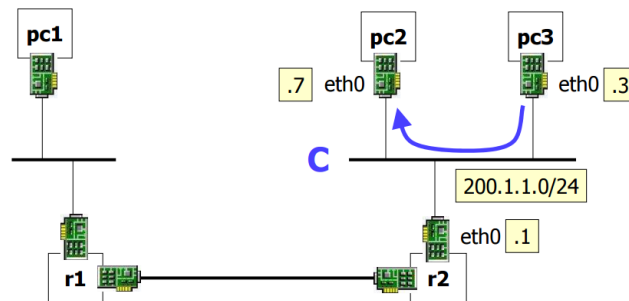 pc1
pc2
pc3
.7
eth0
eth0
.3
C
200.1.1.0/24
eth0
.1
r1
r2